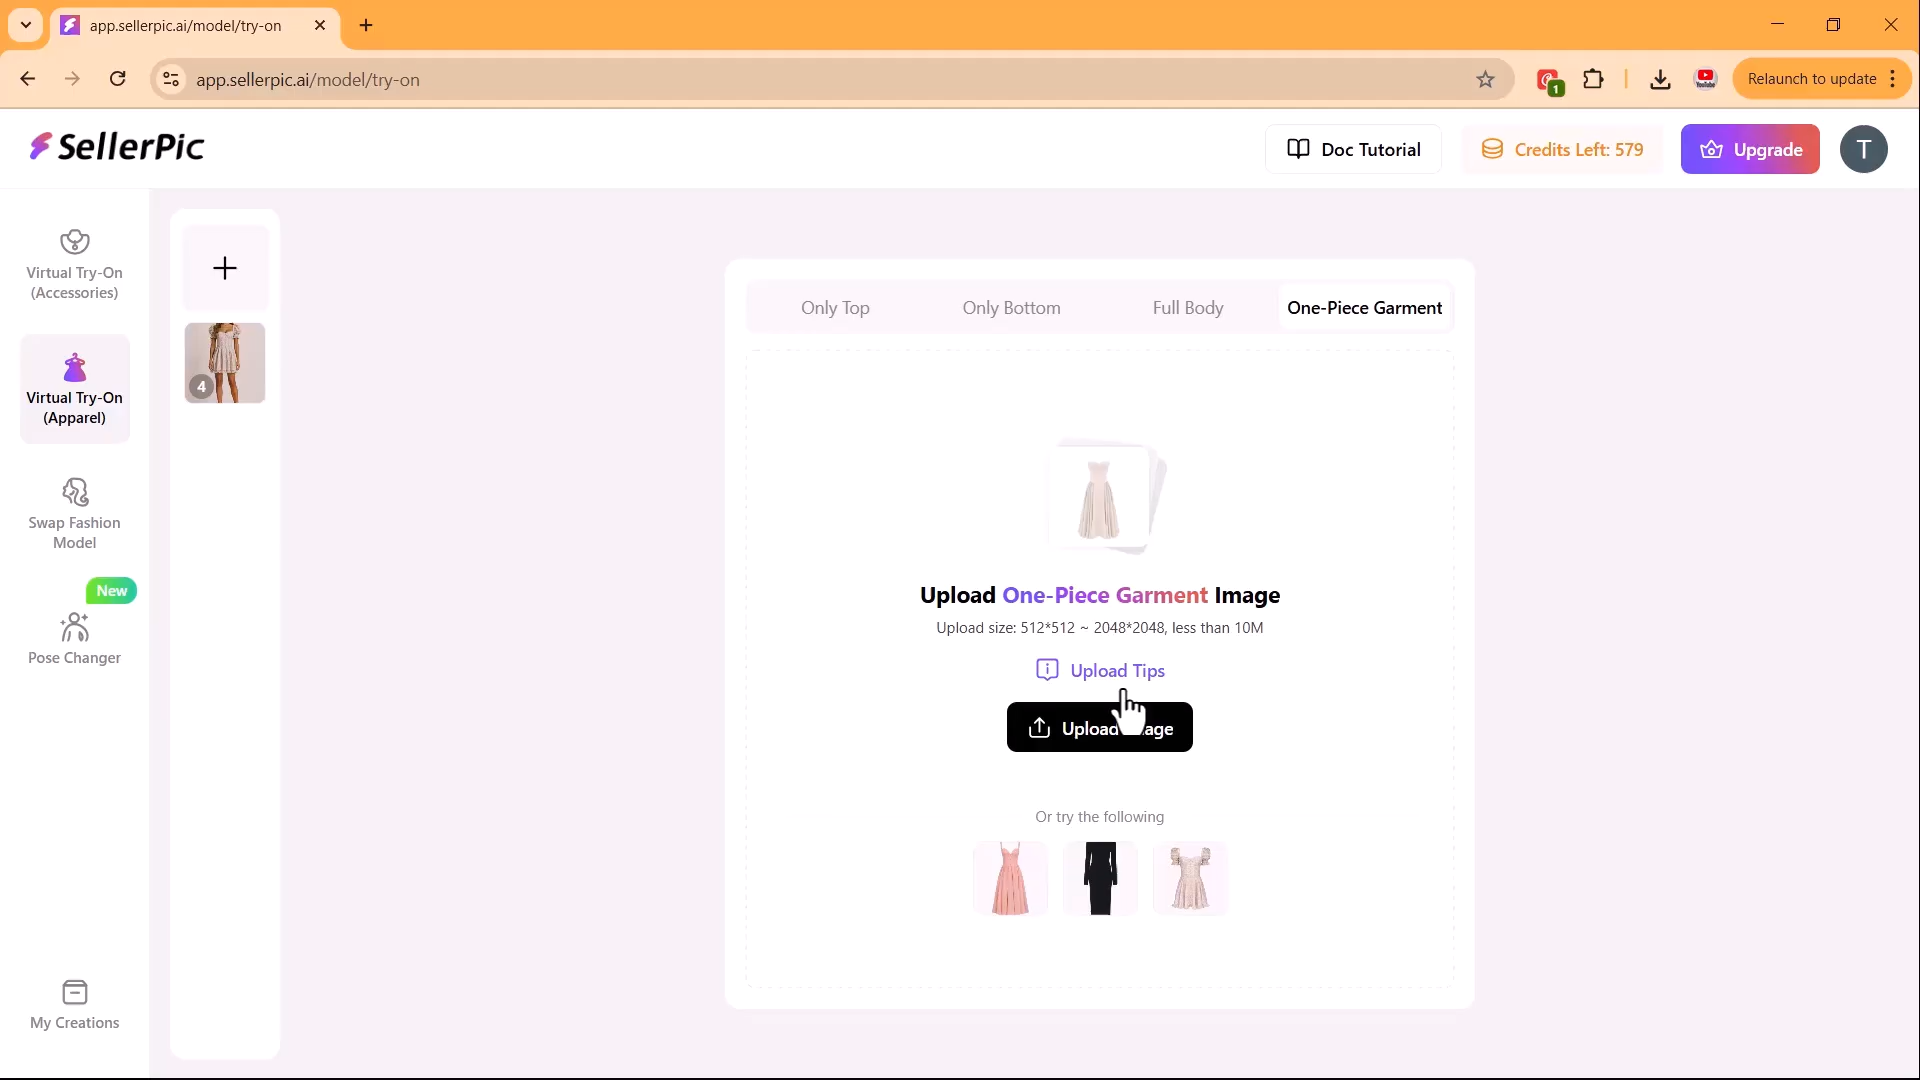 app.sellerpic.ai/model/try-on
app.sellerpic.ai/model/try-on
1
YouTube
Relaunch to update
SellerPic
Doc Tutorial
Credits Left: 579
Upgrade
T
Virtual Try-On
(Accessories)
Virtual Try-On
(Apparel)
Swap Fashion
Model
New
Pose Changer
My Creations
4
Only Top
Only Bottom
Full Body
One-Piece Garment
Upload One-Piece Garment Image
Upload size: 512*512 ~ 2048*2048, less than 10M
Upload Tips
Upload Image
Or try the following